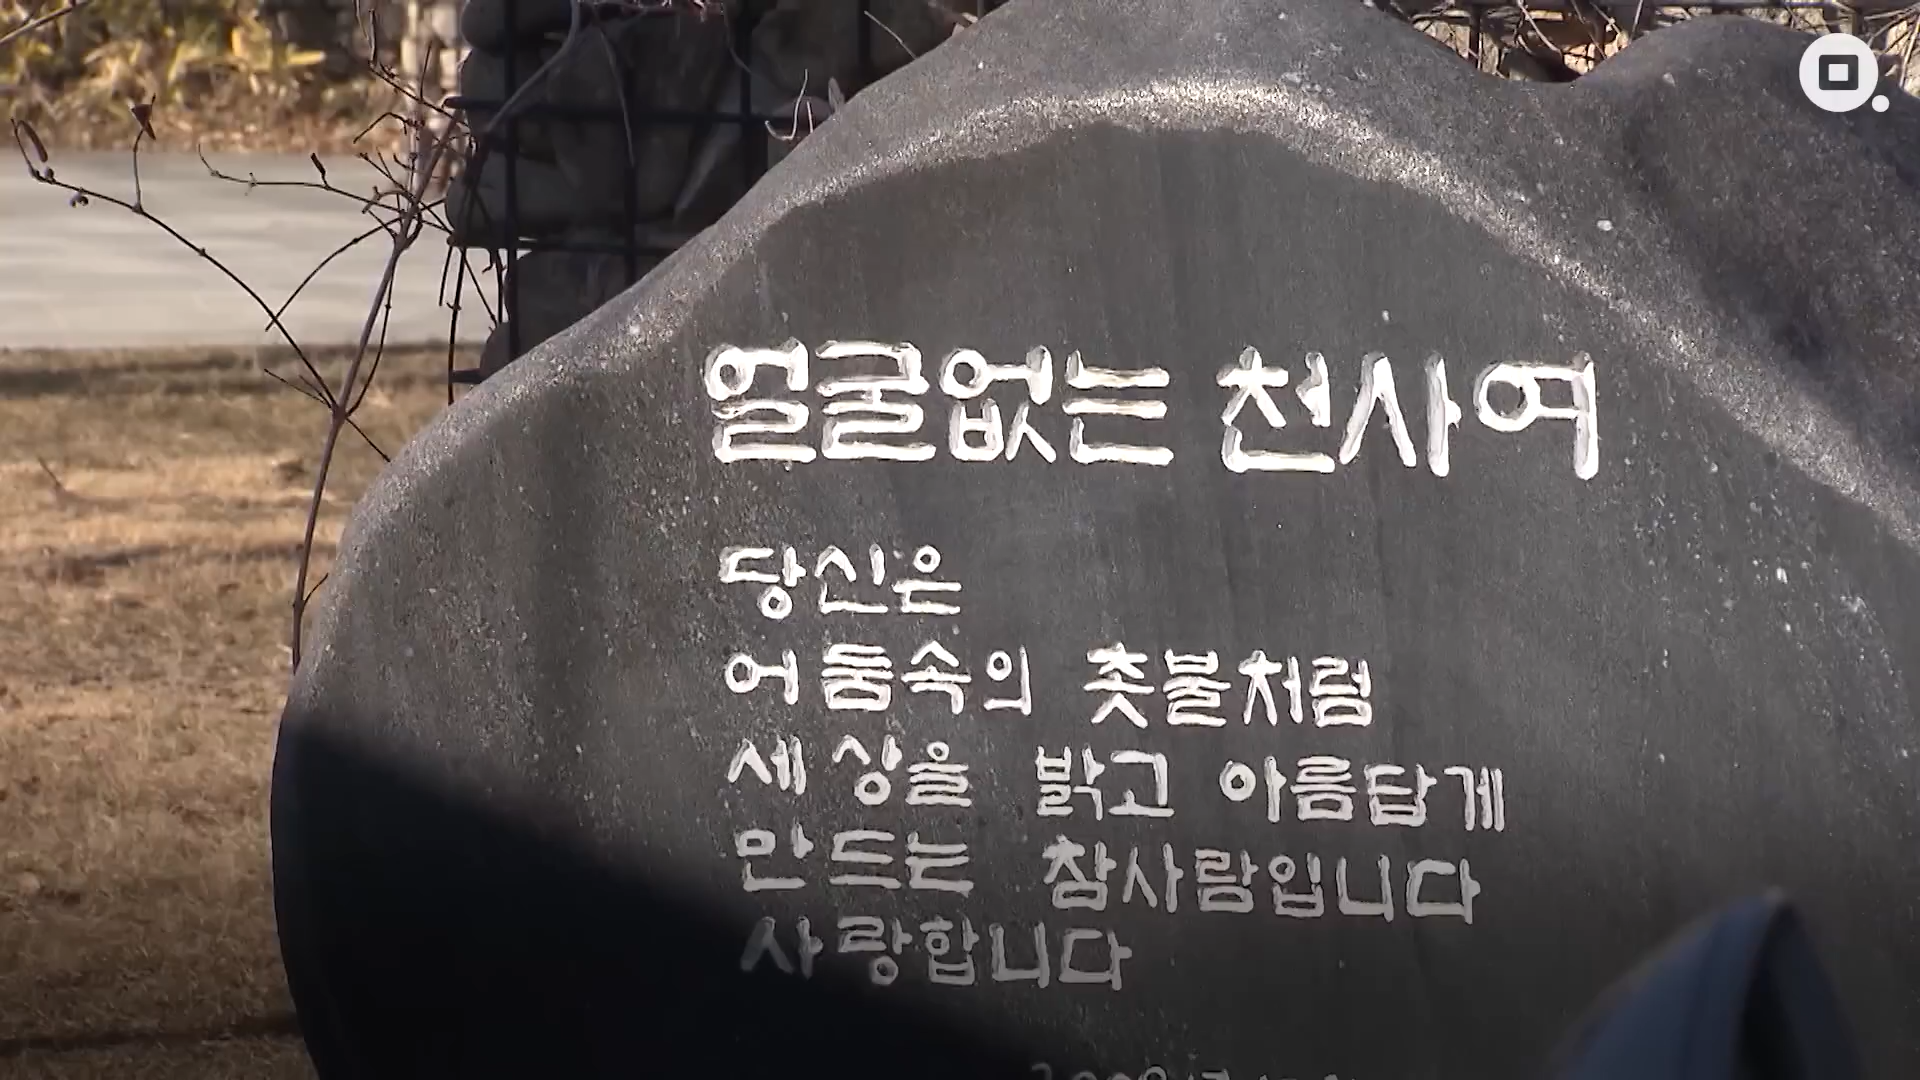 얼굴없는 천사여
당신은
어둠속의 촛불처럼
세상을 밝고 아름답게
만드는 참사람입니다
사랑합니다